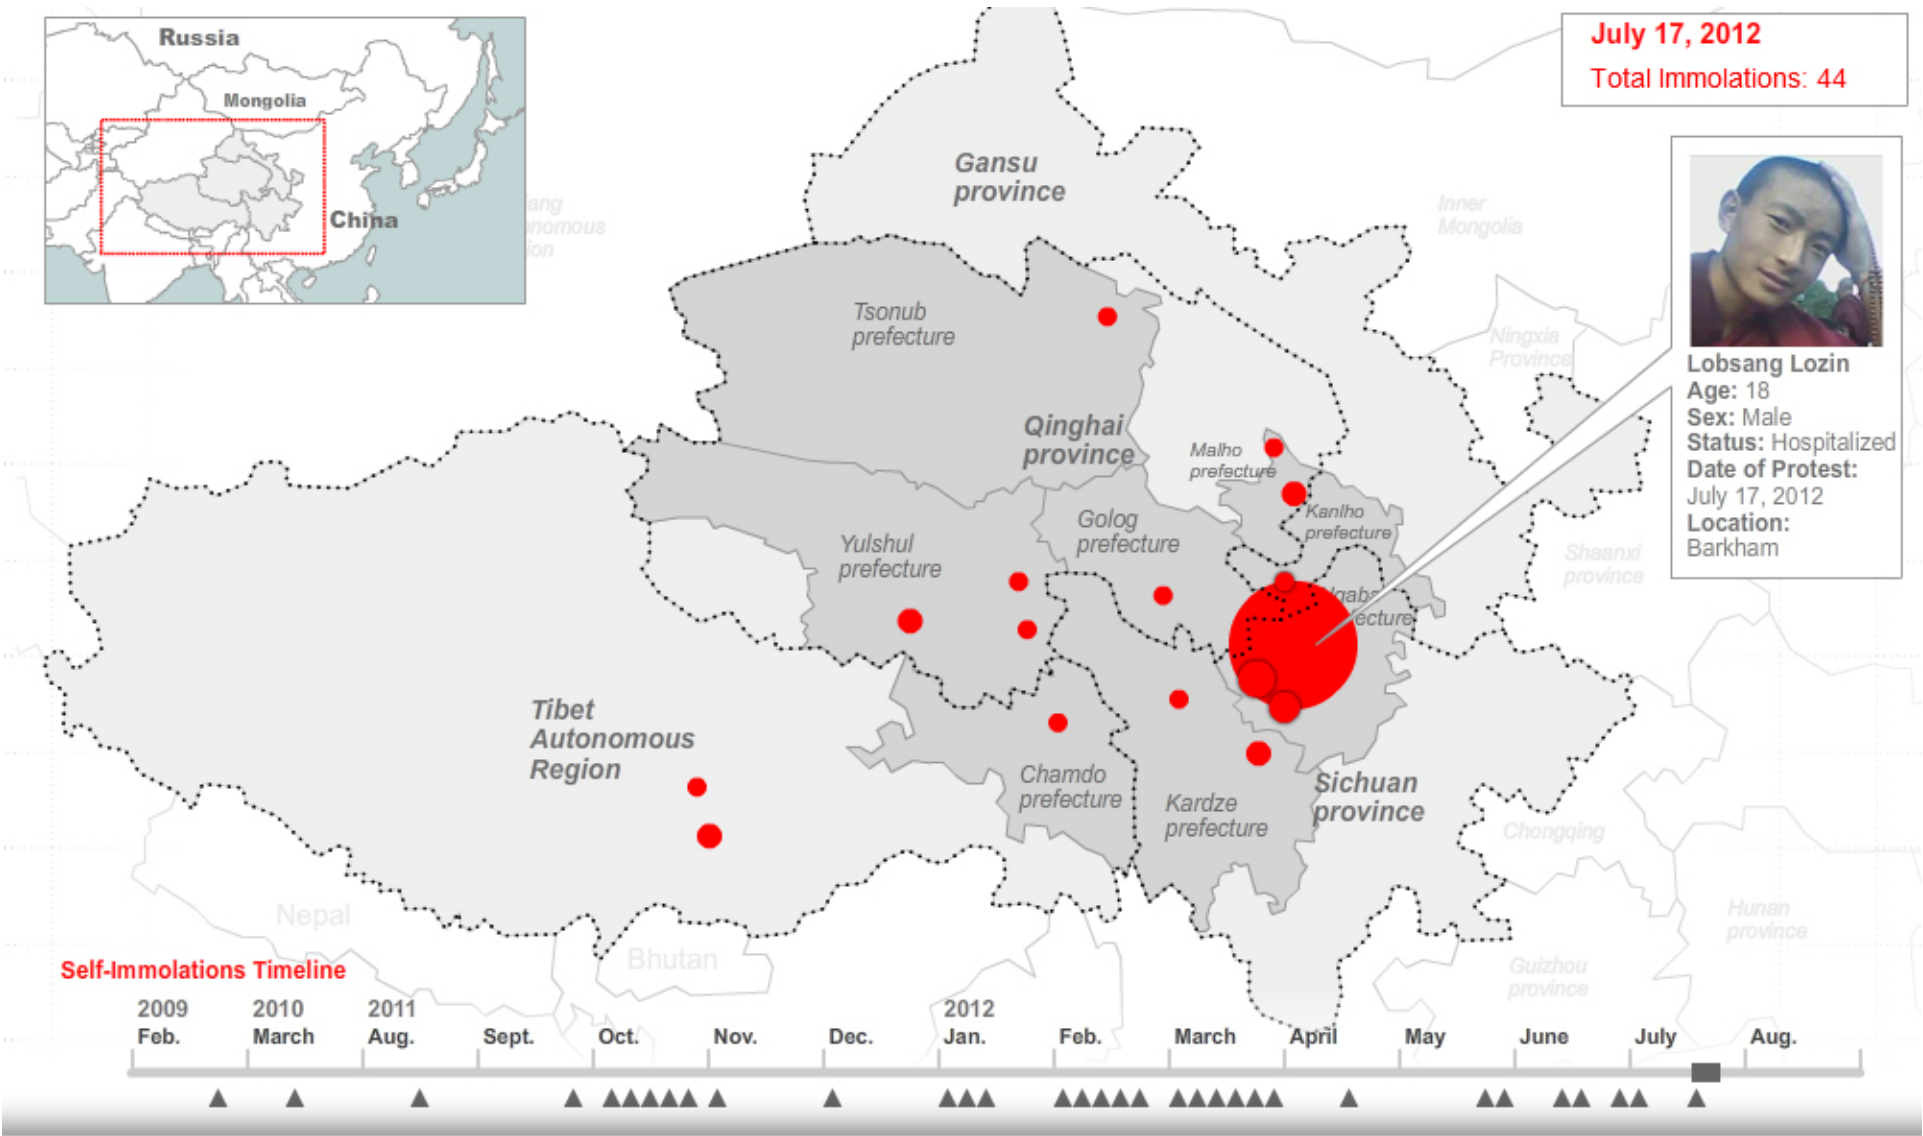 Russia
Mongolia
China
July 17, 2012
Total Immolations: 44
Gansu
province
Inner
Mongolia
Ningxia
Province
Tsonub
prefecture
Qinghai
province
Malho
prefecture
Kanlho
prefecture
Golog
prefecture
Yulshul
prefecture
Shaanxi
province
Tibet
Autonomous
Region
Chamdo
prefecture
Kardze
prefecture
Sichuan
province
Chongqing
Hunan
province
Guizhou
province
Nepal
Bhutan
Lobsang Lozin
Age: 18
Sex: Male
Status: Hospitalized
Date of Protest:
July 17, 2012
Location:
Barkham
Self-Immolations Timeline
2009 2010 2011 2012
Feb. March Aug. Sept. Oct. Nov. Dec. Jan. Feb. March April May June July Aug.